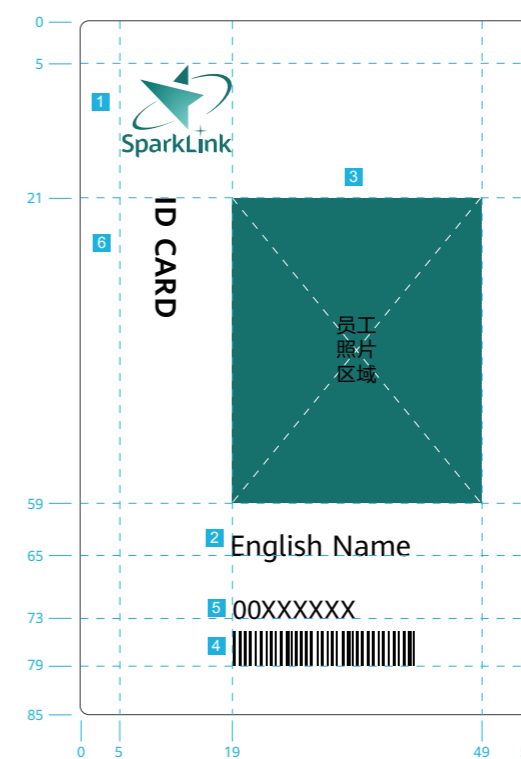 0
5
1
SparkLink
3
21
ID CARD
6
员工
照片
区域
59
2
English Name
65
5
00XXXXXX
73
4
79
85
0 5 19 49